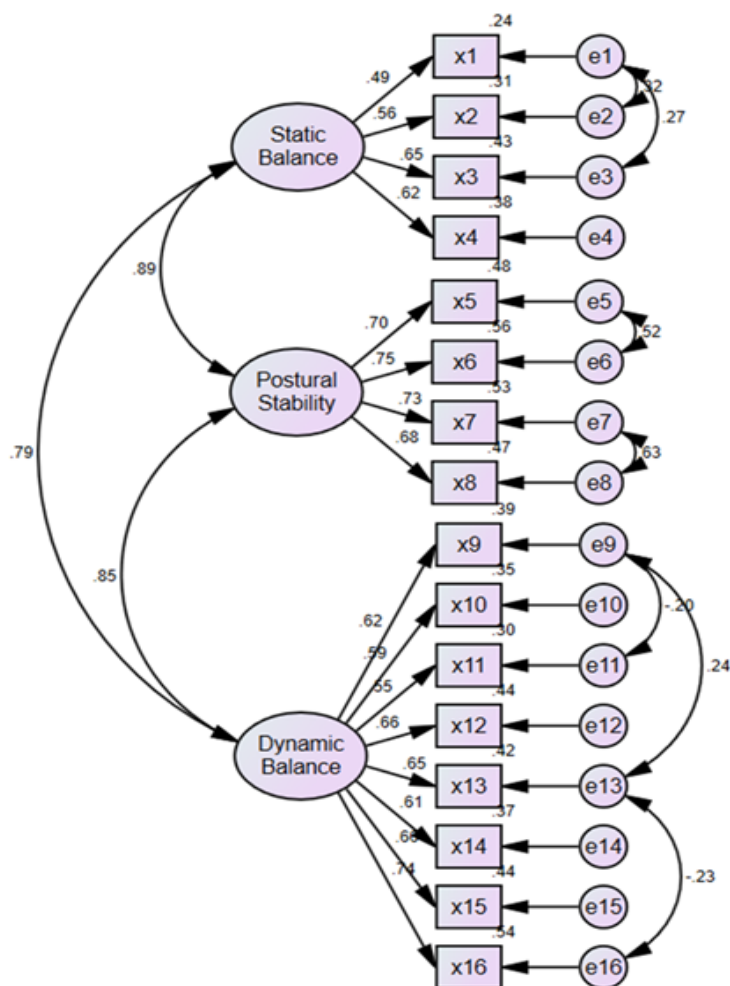 .24
.49
x1
e1
.31
.32
.56
x2
e2
.27
.43
Static
Balance
.65
x3
e3
.38
.62
x4
e4
.48
.89
.70
x5
e5
.56
.52
.75
x6
e6
.53
Postural
Stability
.73
x7
e7
.47
.68
.63
x8
e8
.39
.79
x9
e9
.35
.85
.62
x10
e10
-.20
.30
.59
x11
e11
.24
.44
.55
.66
x12
e12
.42
Dynamic
Balance
.65
x13
e13
.37
.61
x14
e14
.44
.74
-.23
x15
e15
.54
x16
e16